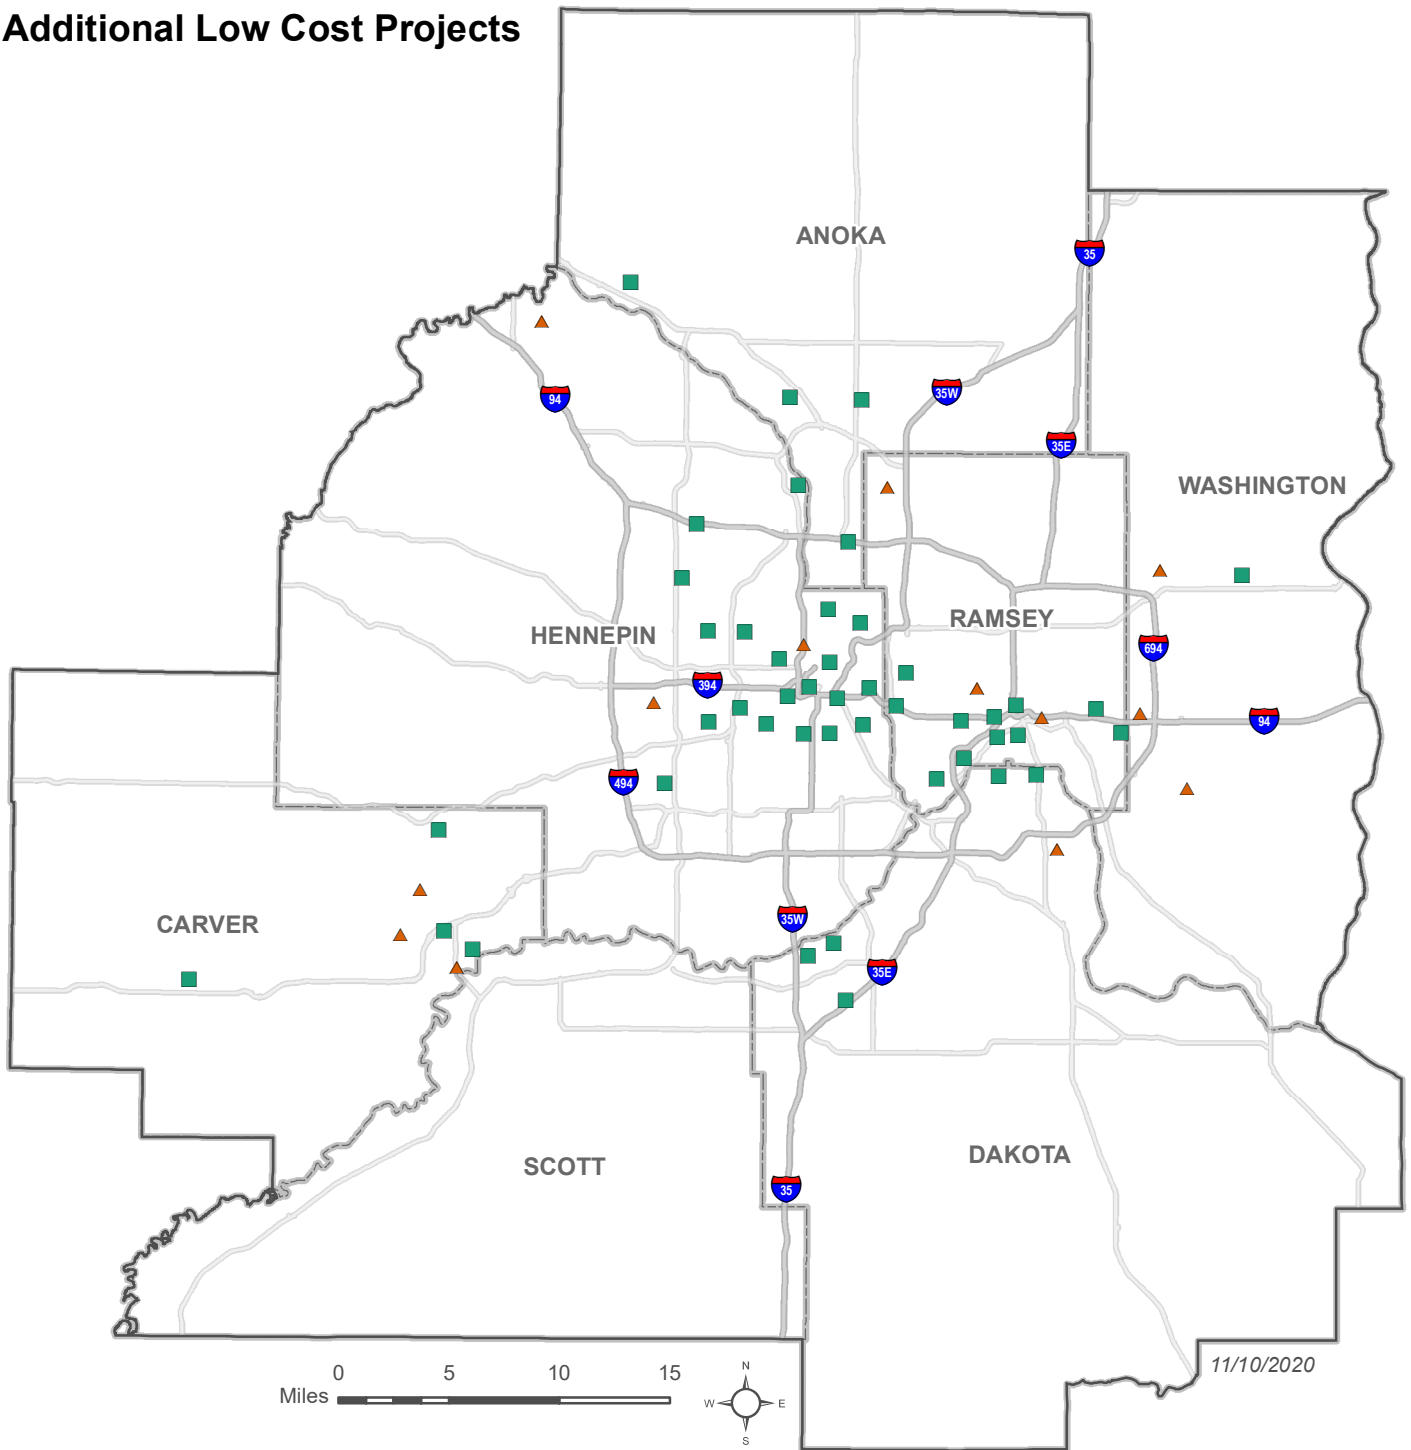 Additional Low Cost Projects
ANOKA
35
35W
94
35E
WASHINGTON
RAMSEY
HENNEPIN
694
394
94
494
35W
CARVER
35E
DAKOTA
SCOTT
35
11/10/2020
0 5 10 15
Miles
N
W E
S